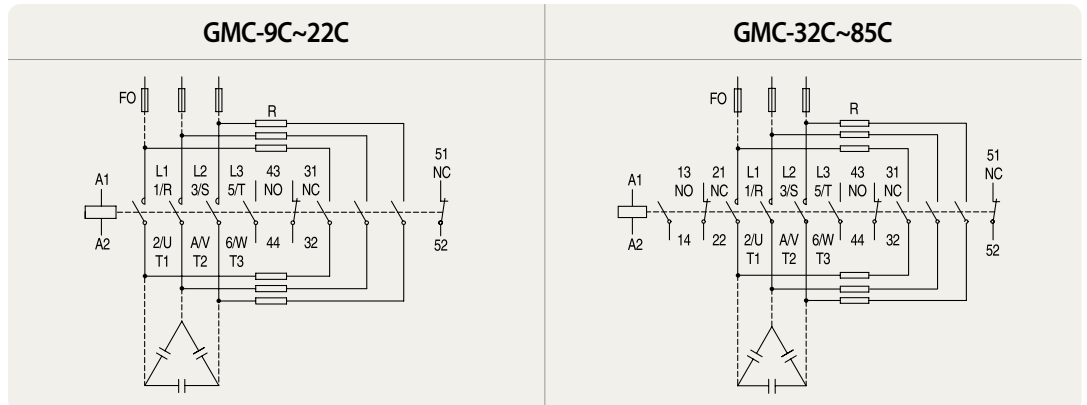 GMC-9C~22C
FO
R
51
NC
L1 L2 L3 43 31
A1
1/R 3/S 5/T NO NC
A2
2/U A/V 6/W 44 32
52
T1 T2 T3
GMC-32C~85C
FO
R
51
NC
13 21 L1 L2 L3 43 31
A1
NO NC 1/R 3/S 5/T NO NC
A2
14 22 2/U A/V 6/W 44 32
52
T1 T2 T3